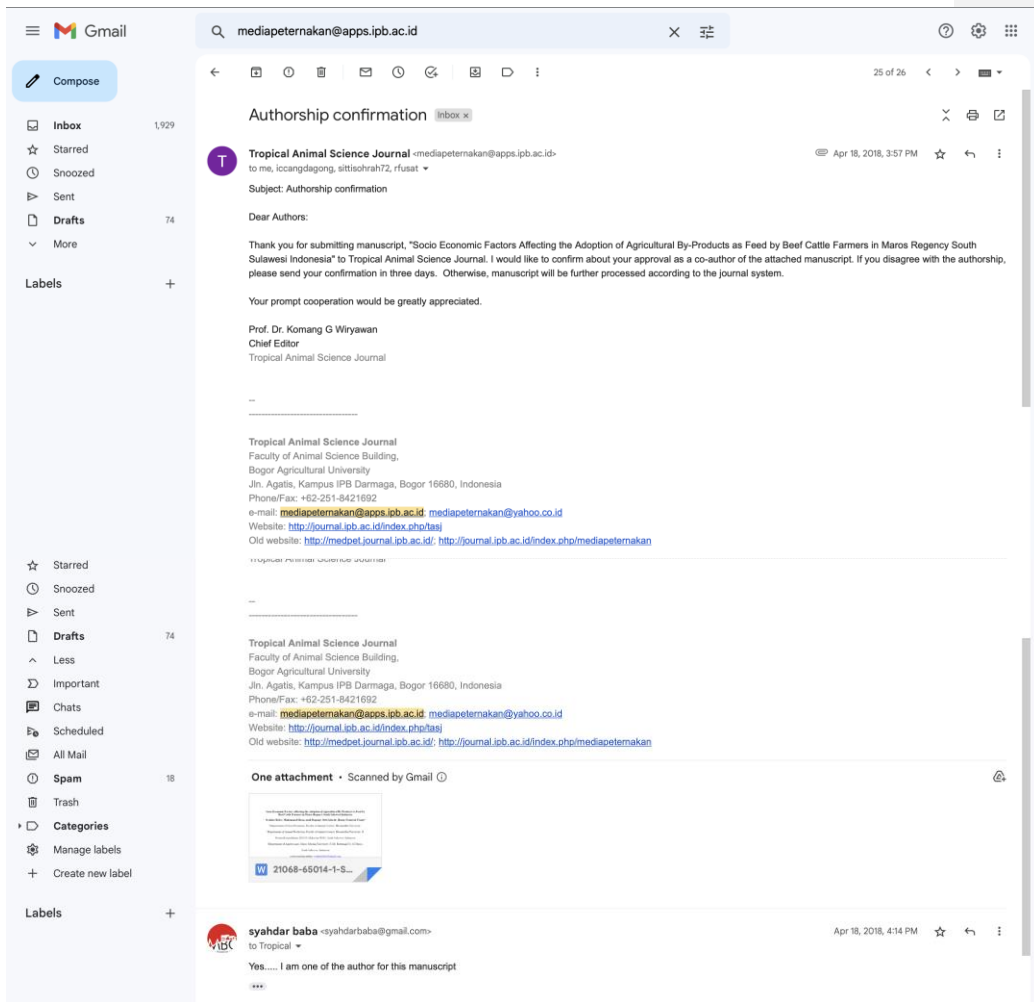 Gmail
mediapeternakan@apps.ipb.ac.id
Compose
25 of 26
Authorship confirmation Inbox x
Inbox 1,929
Starred
Snoozed
Sent
Drafts 74
More
Labels
T
Tropical Animal Science Journal <mediapeternakan@apps.ipb.ac.id>
Apr 18, 2018, 3:57 PM
to me, iccangdagong, sittisohrah72, rfusat
Subject: Authorship confirmation
Dear Authors:
Thank you for submitting manuscript, "Socio Economic Factors Affecting the Adoption of Agricultural By-Products as Feed by Beef Cattle Farmers in Maros Regency South
Sulawesi Indonesia" to Tropical Animal Science Journal. I would like to confirm about your approval as a co-author of the attached manuscript. If you disagree with the authorship,
please send your confirmation in three days. Otherwise, manuscript will be further processed according to the journal system.
Your prompt cooperation would be greatly appreciated.
Prof. Dr. Komang G Wiryawan
Chief Editor
Tropical Animal Science Journal
--
--------------------------------
Tropical Animal Science Journal
Faculty of Animal Science Building,
Bogor Agricultural University
Jln. Agatis, Kampus IPB Darmaga, Bogor 16680, Indonesia
Phone/Fax: +62-251-8421692
e-mail: mediapeternakan@apps.ipb.ac.id; mediapeternakan@yahoo.co.id
Website: http://journal.ipb.ac.id/index.php/tasj
Old website: http://medpet.journal.ipb.ac.id/; http://journal.ipb.ac.id/index.php/mediapeternakan
Tropical Animal Science Journal
Starred
Snoozed
Sent
Drafts 74
Less
Important
Chats
Scheduled
All Mail
Spam 18
Trash
Categories
Manage labels
Create new label
Labels
--
--------------------------------
Tropical Animal Science Journal
Faculty of Animal Science Building,
Bogor Agricultural University
Jln. Agatis, Kampus IPB Darmaga, Bogor 16680, Indonesia
Phone/Fax: +62-251-8421692
e-mail: mediapeternakan@apps.ipb.ac.id; mediapeternakan@yahoo.co.id
Website: http://journal.ipb.ac.id/index.php/tasj
Old website: http://medpet.journal.ipb.ac.id/; http://journal.ipb.ac.id/index.php/mediapeternakan
One attachment • Scanned by Gmail
W 21068-65014-1-S...
syahdar baba <syahdarbaba@gmail.com>
Apr 18, 2018, 4:14 PM
to Tropical
Yes..... I am one of the author for this manuscript